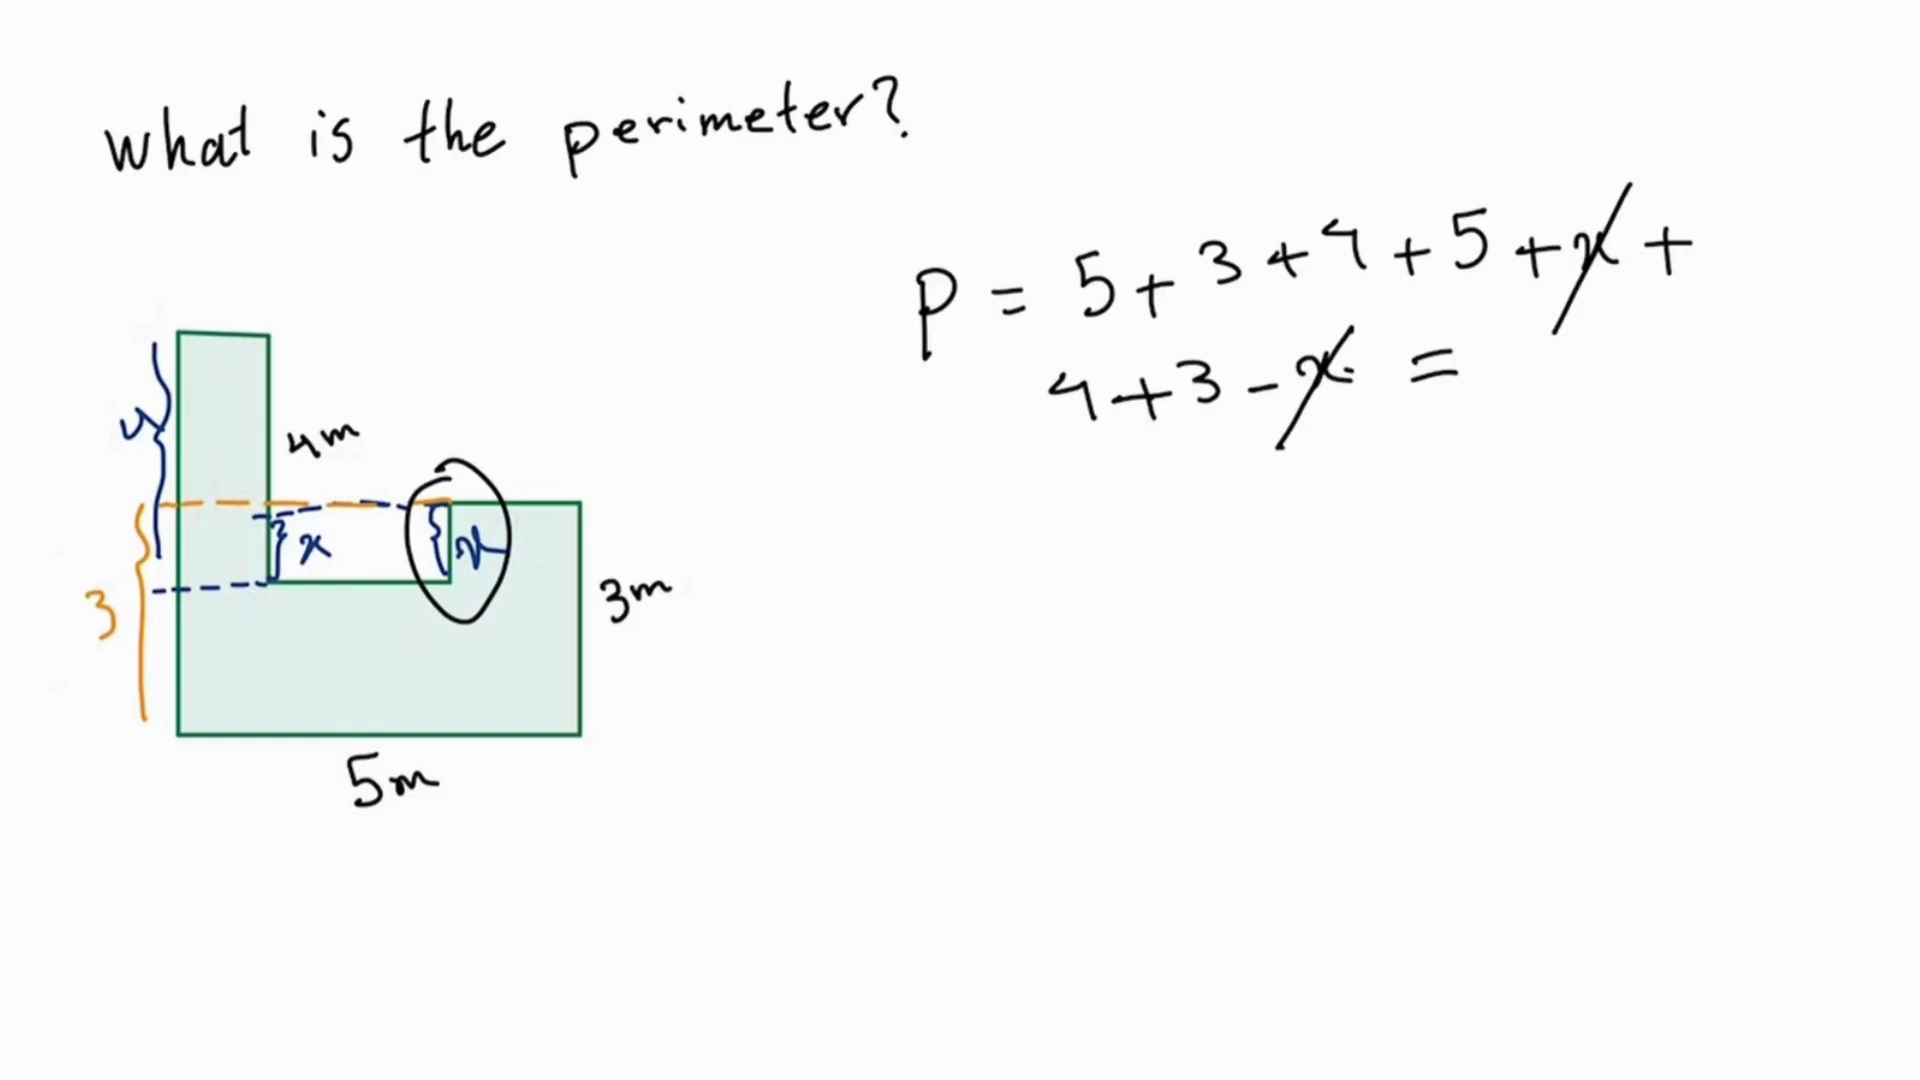 what is the perimeter?
P = 5 + 3 + 4 + 5 + x +
4 + 3 - x =
4
4m
x
x
3
3m
5m